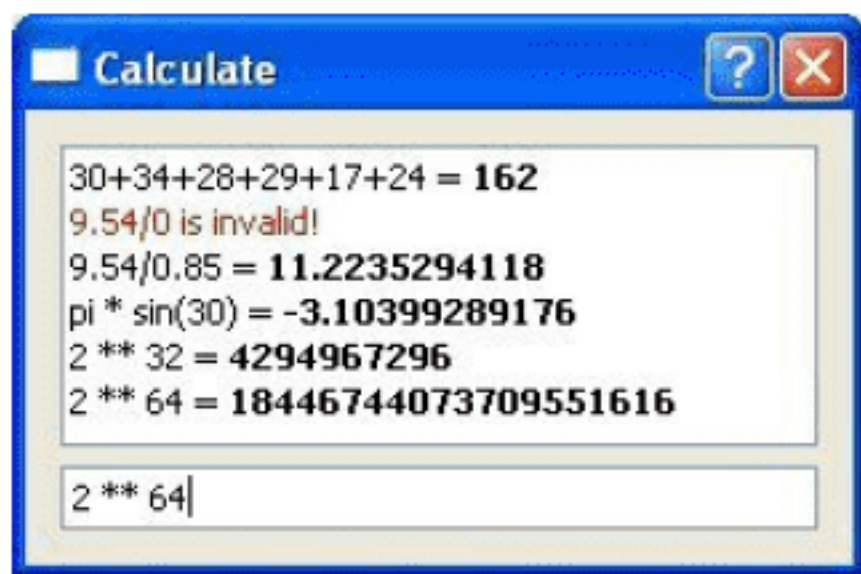 Calculate
30+34+28+29+17+24 = 162
9.54/0 is invalid!
9.54/0.85 = 11.2235294118
pi * sin(30) = -3.10399289176
2 ** 32 = 4294967296
2 ** 64 = 18446744073709551616
2 ** 64